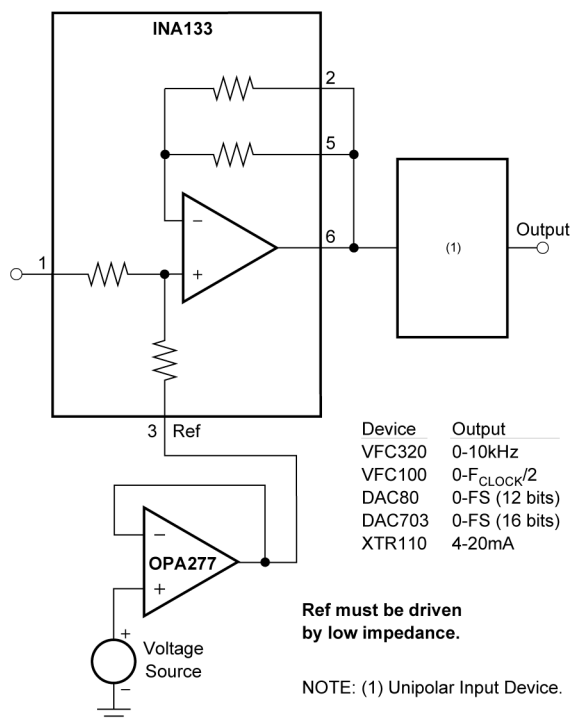 INA133
2
5
6
1
−
+
(1)
Output
3 Ref
Device Output
VFC320 0-10kHz
VFC100 0-F_CLOCK/2
DAC80 0-FS (12 bits)
DAC703 0-FS (16 bits)
XTR110 4-20mA
−
OPA277
+
Ref must be driven
by low impedance.
+
Voltage
Source
−
NOTE: (1) Unipolar Input Device.